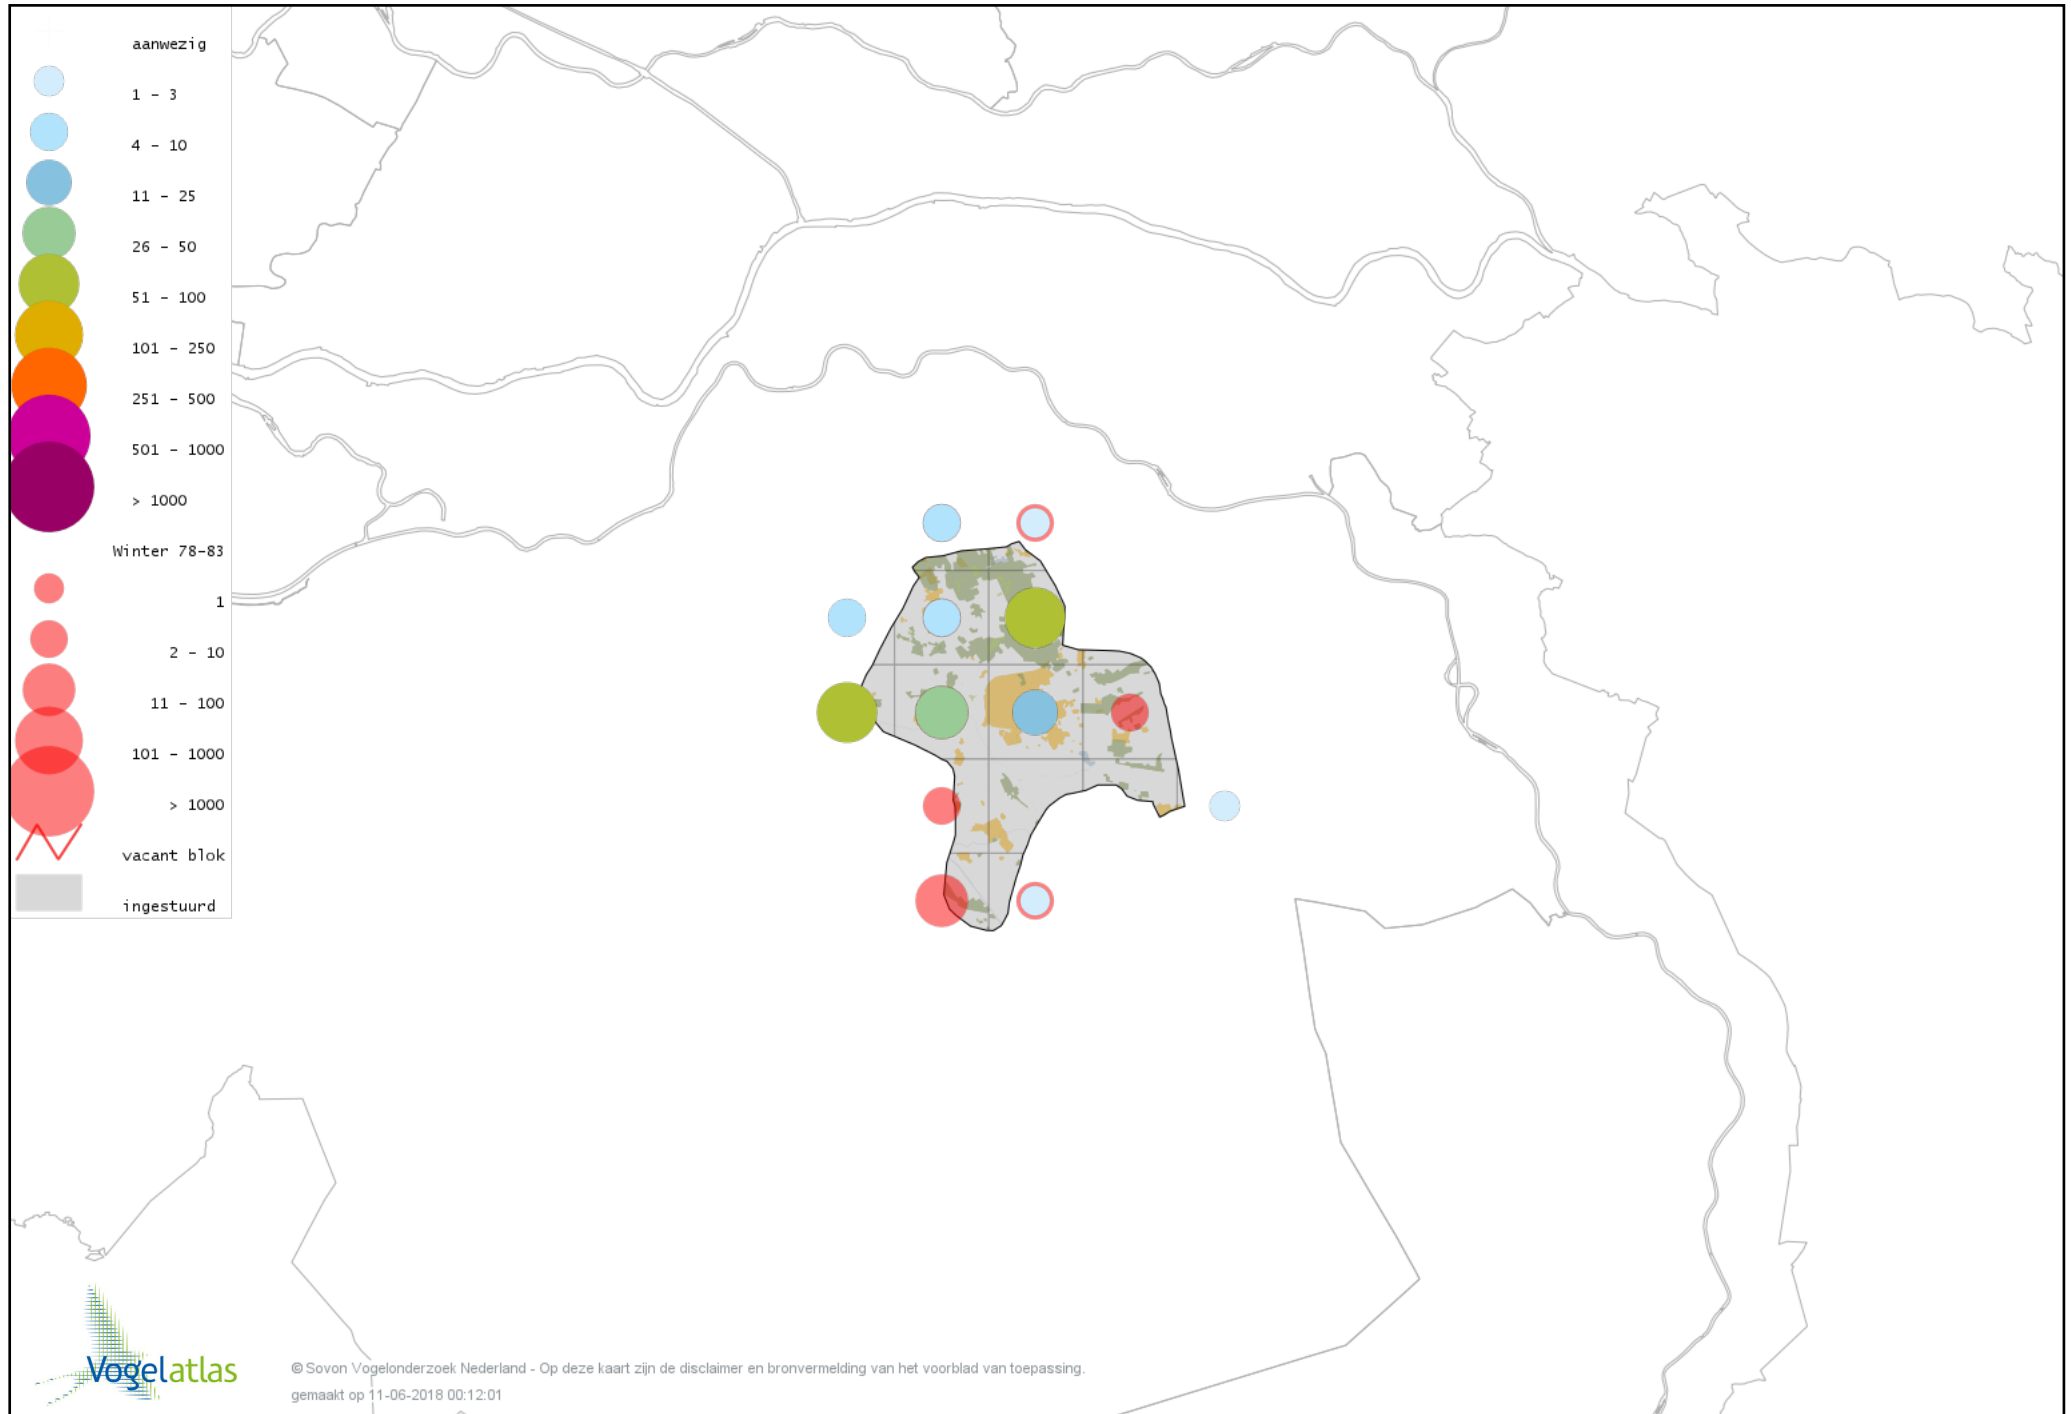 aanwezig
1 - 3
4 - 10
11 - 25
26 - 50
51 - 100
101 - 250
251 - 500
501 - 1000
> 1000
Winter 78-83
1
2 - 10
11 - 100
101 - 1000
> 1000
vacant blok
ingestuurd
Vogelatlas
© Sovon Vogelonderzoek Nederland - Op deze kaart zijn de disclaimer en bronvermelding van het voorblad van toepassing.
gemaakt op 11-06-2018 00:12:01